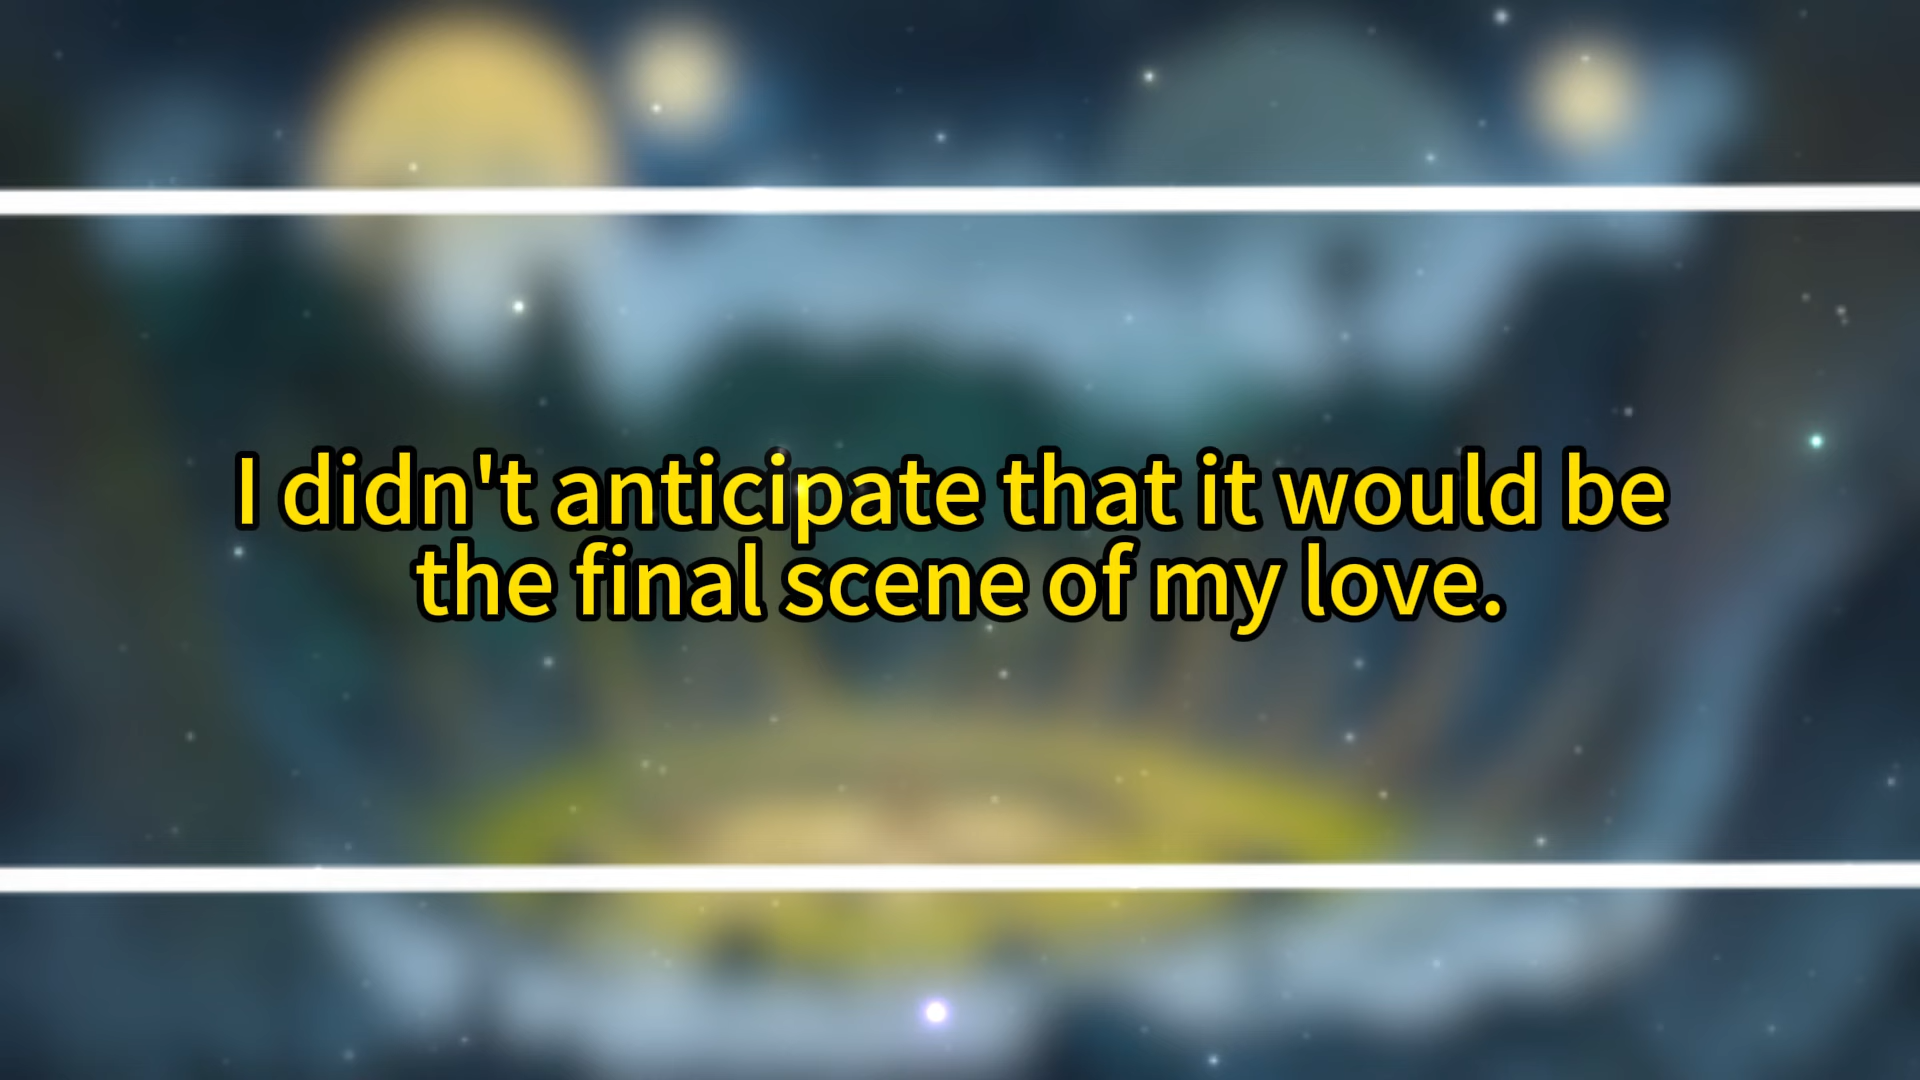 I didn't anticipate that it would be
the final scene of my love.